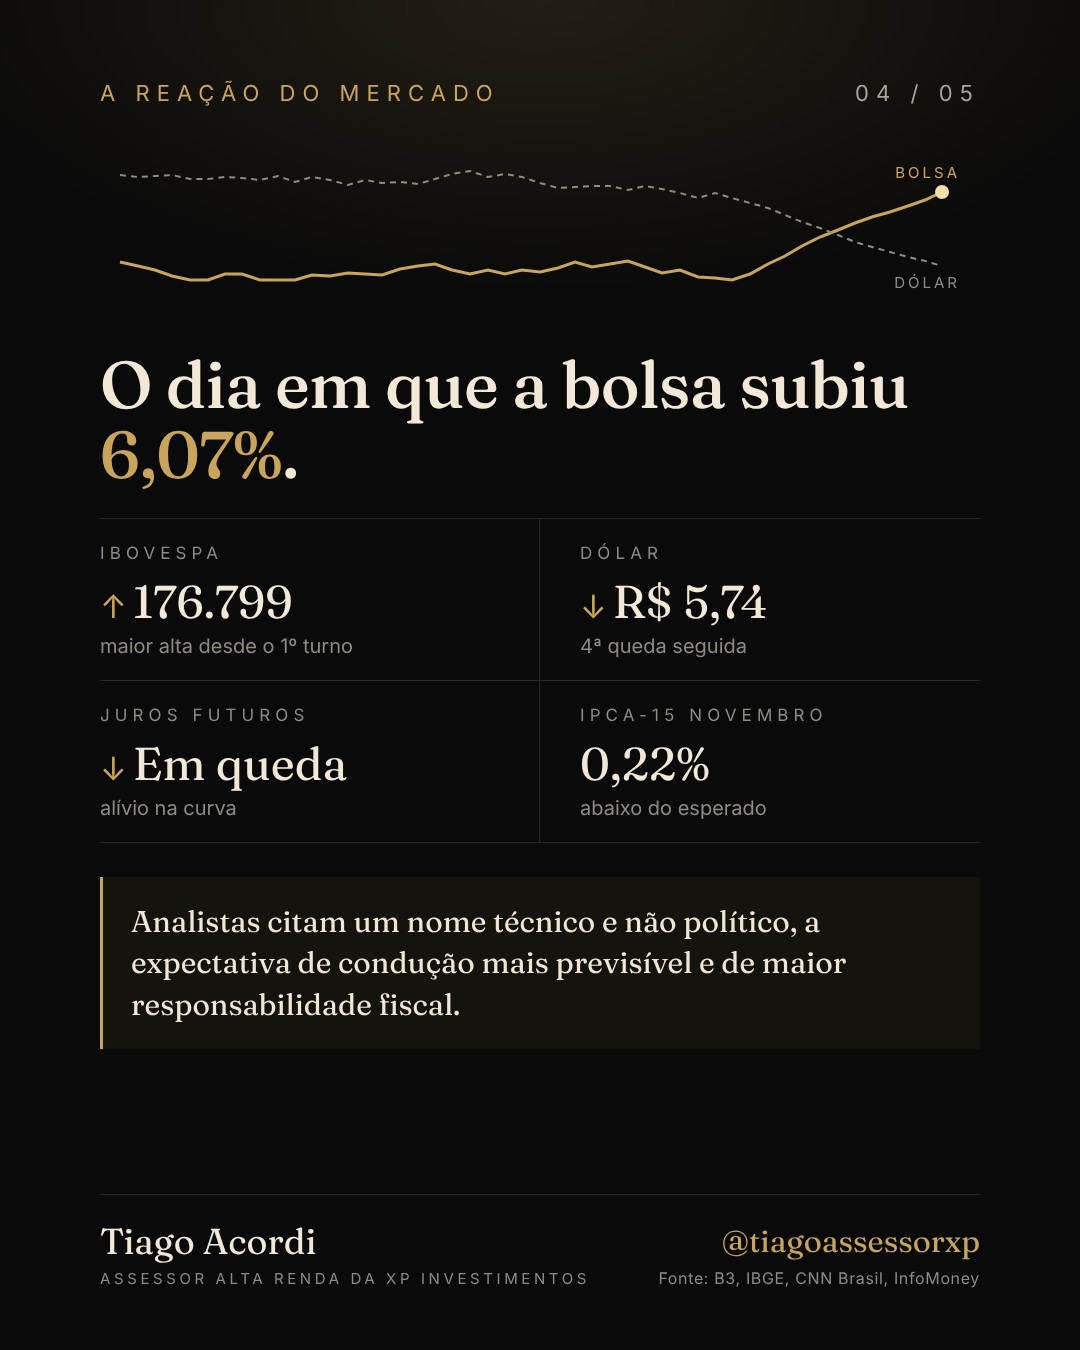 A REAÇÃO DO MERCADO
04 / 05
BOLSA
DÓLAR
O dia em que a bolsa subiu
6,07%.
IBOVESPA
↑ 176.799
maior alta desde o 1º turno
DÓLAR
↓ R$ 5,74
4ª queda seguida
JUROS FUTUROS
↓ Em queda
alívio na curva
IPCA-15 NOVEMBRO
0,22%
abaixo do esperado
Analistas citam um nome técnico e não político, a
expectativa de condução mais previsível e de maior
responsabilidade fiscal.
Tiago Acordi
ASSESSOR ALTA RENDA DA XP INVESTIMENTOS
@tiagoassessorxp
Fonte: B3, IBGE, CNN Brasil, InfoMoney